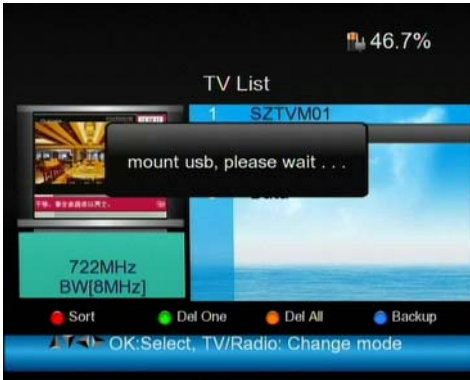 46.7%
TV List
1 SZTVM01
mount usb, please wait . . .
722MHz
BW[8MHz]
Sort
Del One
Del All
Backup
OK:Select, TV/Radio: Change mode